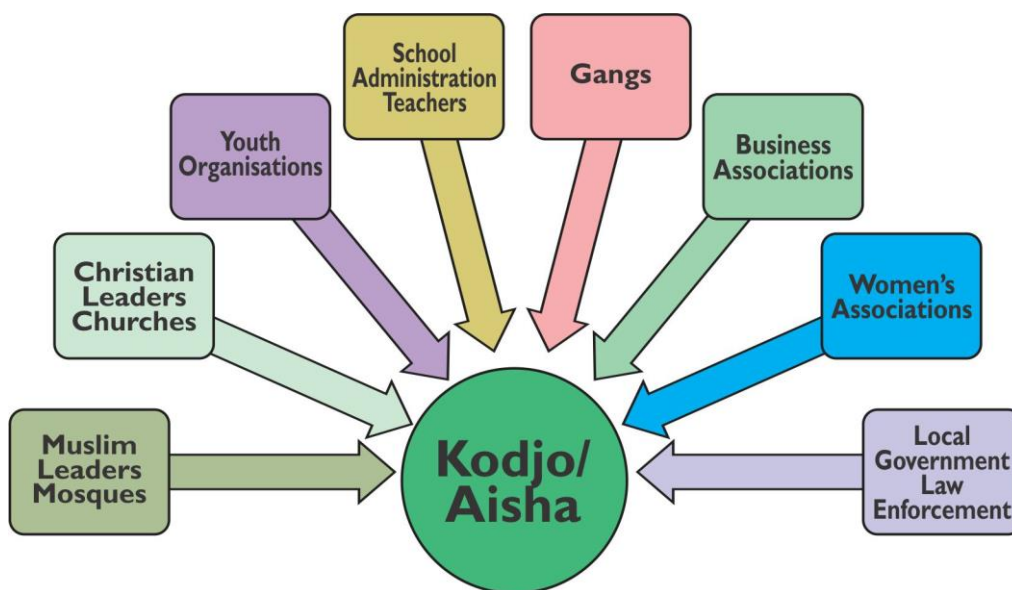 School
Administration
Teachers
Gangs
Youth
Organisations
Business
Associations
Christian
Leaders
Churches
Women's
Associations
Muslim
Leaders
Mosques
Kodjo/
Aisha
Local
Government
Law
Enforcement